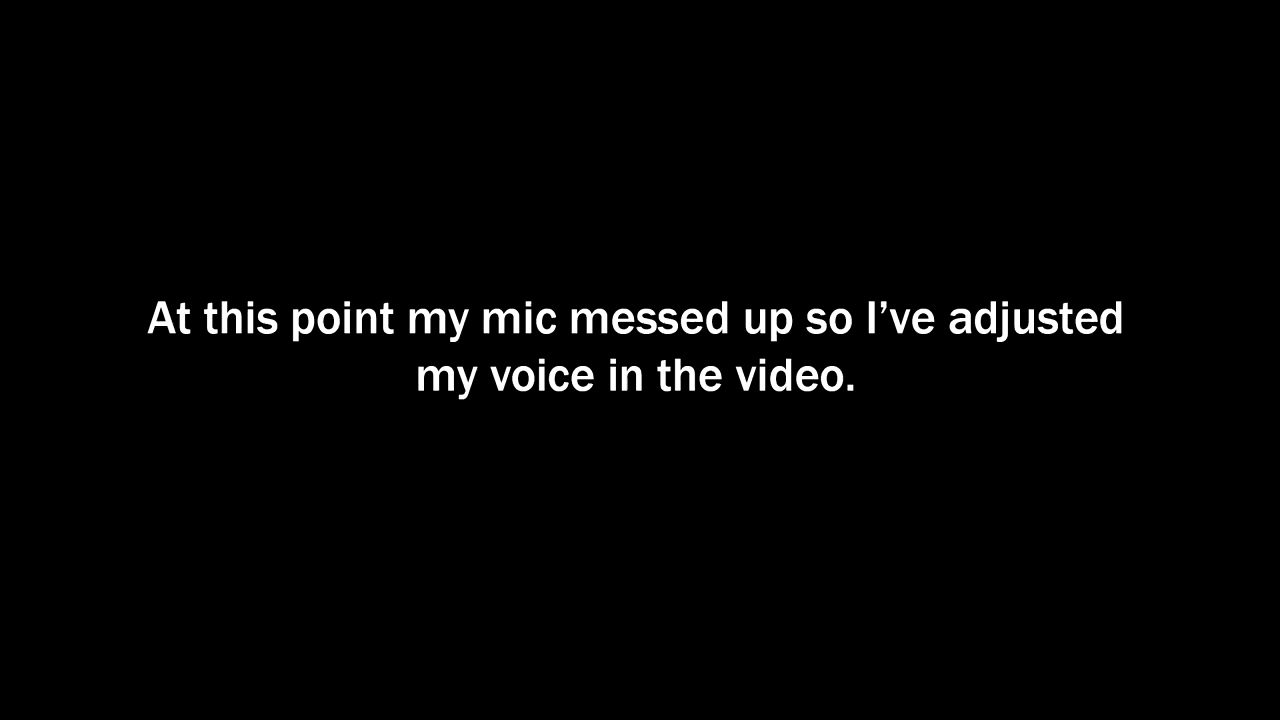 At this point my mic messed up so I’ve adjusted
my voice in the video.